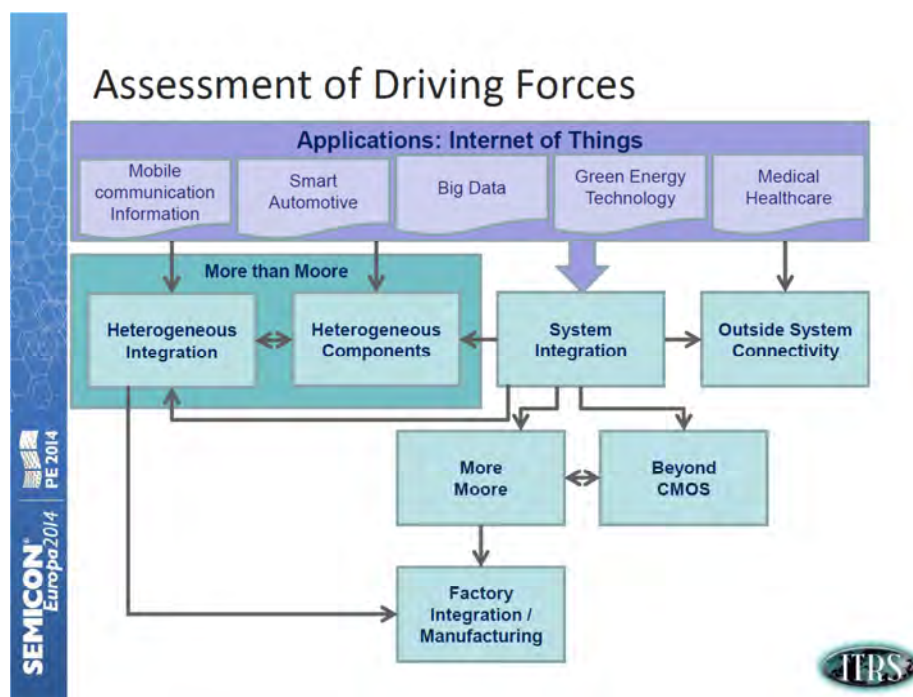 Assessment of Driving Forces
Applications: Internet of Things
Mobile
communication
Information
Smart
Automotive
Big Data
Green Energy
Technology
Medical
Healthcare
More than Moore
Heterogeneous
Integration
Heterogeneous
Components
System
Integration
Outside System
Connectivity
More
Moore
Beyond
CMOS
Factory
Integration /
Manufacturing
SEMICON®
Europa2014
PE 2014
ITRS